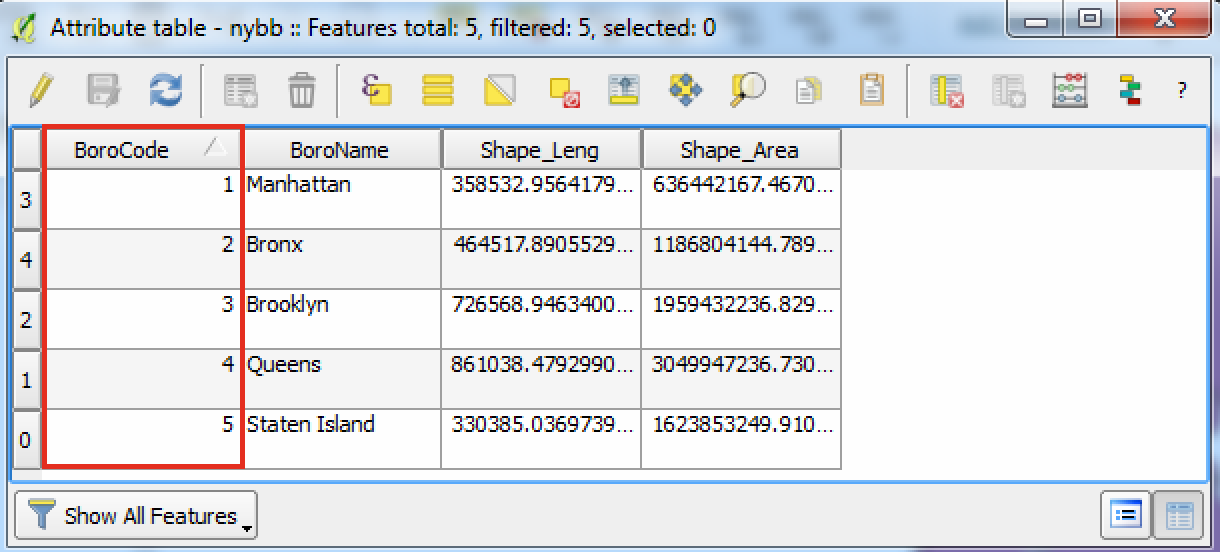 Attribute table - nybb :: Features total: 5, filtered: 5, selected: 0
ε
?
BoroCode BoroName Shape_Leng Shape_Area
3 1 Manhattan 358532.9564179... 636442167.4670...
4 2 Bronx 464517.8905529... 1186804144.789...
2 3 Brooklyn 726568.9463400... 1959432236.829...
1 4 Queens 861038.4792990... 3049947236.730...
0 5 Staten Island 330385.0369739... 1623853249.910...
Show All Features